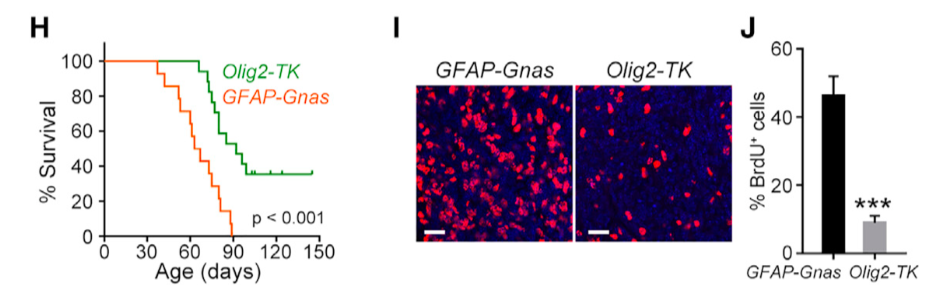 H
% Survival
100
80
60
40
20
0
Olig2-TK
GFAP-Gnas
p < 0.001
0 30 60 90 120 150
Age (days)
I
GFAP-Gnas Olig2-TK
J
% BrdU⁺ cells
60
40
20
0
***
GFAP-Gnas Olig2-TK